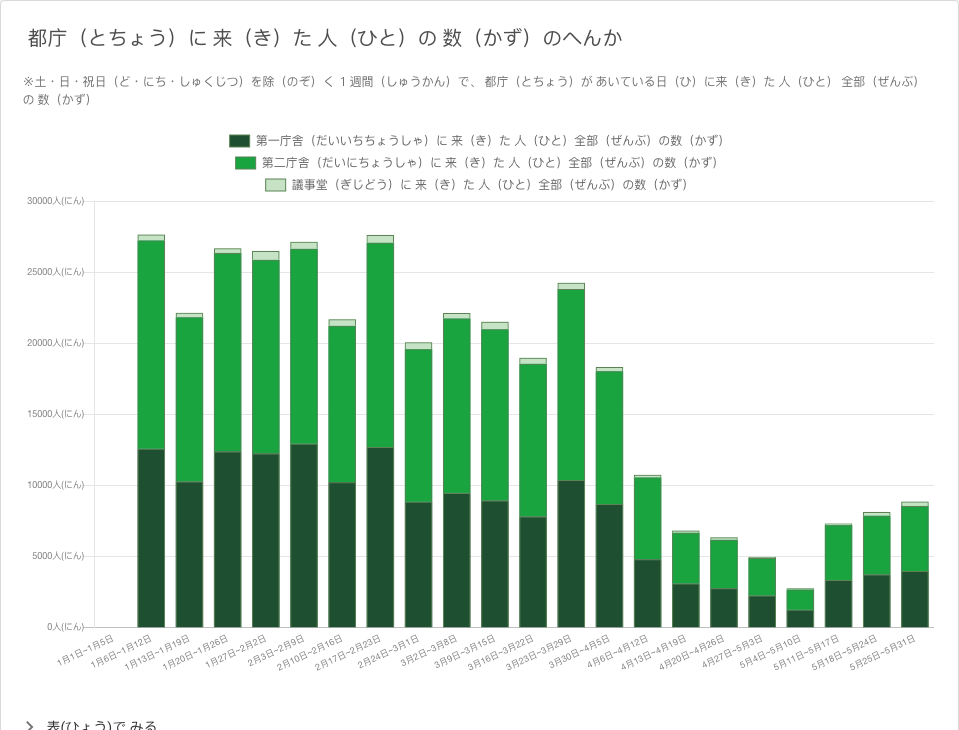 都庁（とちょう）に 来（き）た 人（ひと）の 数（かず）のへんか
※土・日・祝日（ど・にち・しゅくじつ）を除（のぞ）く 1 週間（しゅうかん）で、 都庁（とちょう）が あいている日（ひ）に来（き）た 人（ひと） 全部（ぜんぶ）
の 数（かず）
第一庁舎（だいいちちょうしゃ）に 来（き）た 人（ひと）全部（ぜんぶ）の数（かず）
第二庁舎（だいにちょうしゃ）に 来（き）た 人（ひと）全部（ぜんぶ）の数（かず）
議事堂（ぎじどう）に 来（き）た 人（ひと）全部（ぜんぶ）の数（かず）
30000人(にん)
25000人(にん)
20000人(にん)
15000人(にん)
10000人(にん)
5000人(にん)
0人(にん)
1月1日~1月5日
1月6日~1月12日
1月13日~1月19日
1月20日~1月26日
1月27日~2月2日
2月3日~2月9日
2月10日~2月16日
2月17日~2月23日
2月24日~3月1日
3月2日~3月8日
3月9日~3月15日
3月16日~3月22日
3月23日~3月29日
3月30日~4月5日
4月6日~4月12日
4月13日~4月19日
4月20日~4月26日
4月27日~5月3日
5月4日~5月10日
5月11日~5月17日
5月18日~5月24日
5月25日~5月31日
表(ひょう)で みる